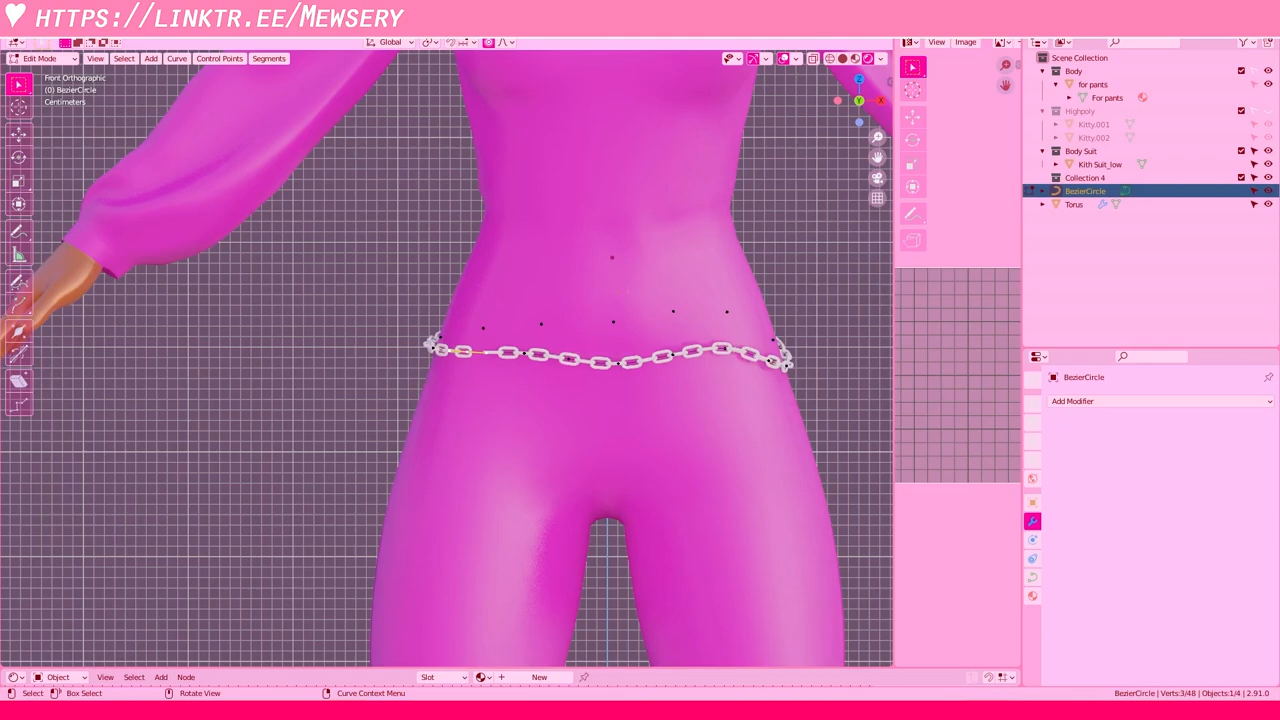 HTTPS://LINKTR.EE/MEWSERY
Global
View Image
Edit Mode View Select Add Curve Control Points Segments
Front Orthographic
(0) BezierCircle
Centimeters
Z
Y
X
Scene Collection
Body
for pants
For pants
Highpoly
Kitty.001
Kitty.002
Body Suit
Kith Suit_low
Collection 4
BezierCircle
Torus
BezierCircle
Add Modifier
Object View Select Add Node Slot New
Select Box Select Rotate View Curve Context Menu BezierCircle | Verts:3/48 | Objects:1/4 | 2.91.0